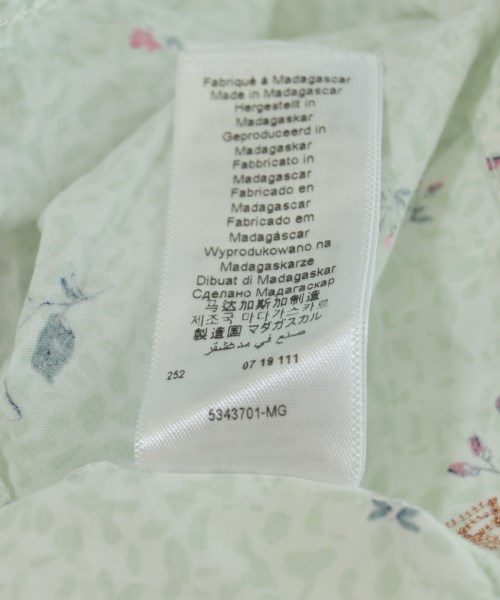 Fabriqué à Madagascar
Made in Madagascar
Hergestellt in
Madagaskar
Geproduceerd in
Madagaskar
Fabbricato in
Madagascar
Fabricado en
Madagascar
Fabricado em
Madagáscar
Wyprodukowano na
Madagaskarze
Dibuat di Madagaskar
Сделано Мадагаскар
马达加斯加制造
제조국 마다가스카르
製造国 マダガスカル
صنع في مدغشقر
252 07 19 111
5343701-MG